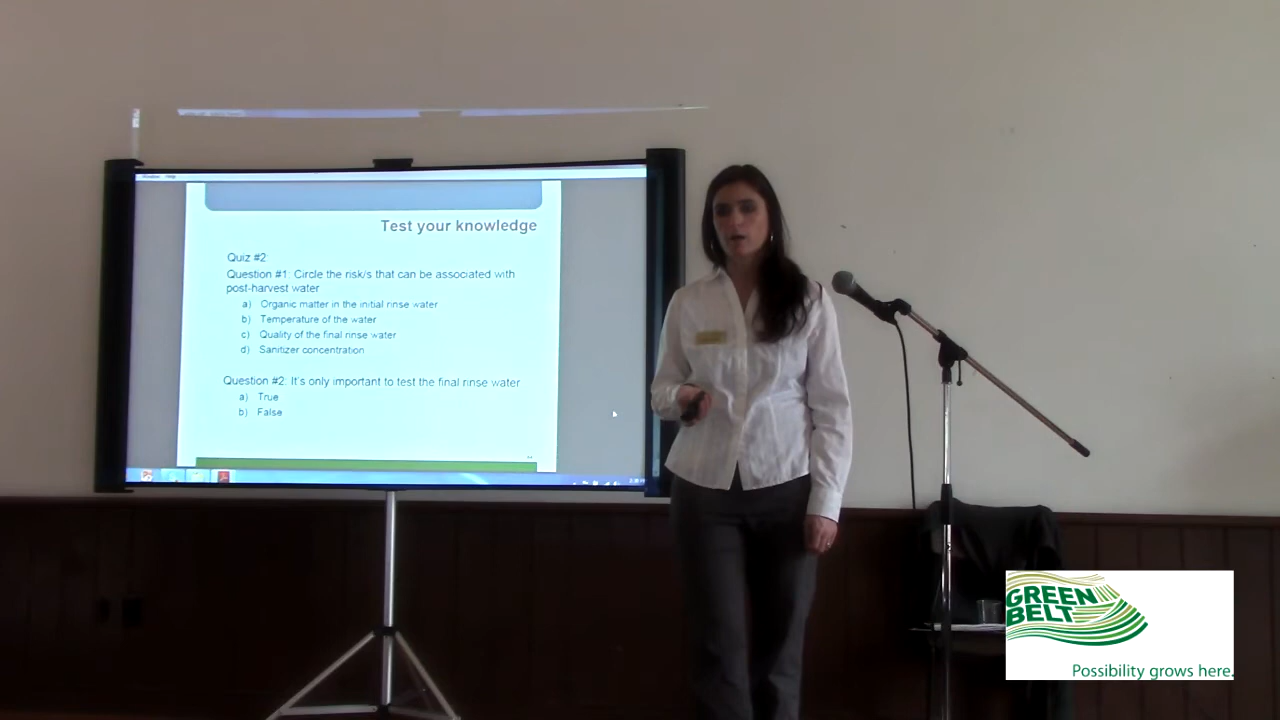 Window Help
Test your knowledge
Quiz #2:
Question #1: Circle the risk/s that can be associated with
post-harvest water
a) Organic matter in the initial rinse water
b) Temperature of the water
c) Quality of the final rinse water
d) Sanitizer concentration
Question #2: It's only important to test the final rinse water
a) True
b) False
GREEN
BELT
Possibility grows here.